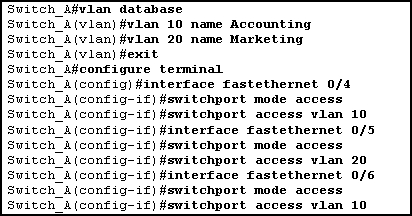 Switch_A#vlan database
Switch_A(vlan)#vlan 10 name Accounting
Switch_A(vlan)#vlan 20 name Marketing
Switch_A(vlan)#exit
Switch_A#configure terminal
Switch_A(config)#interface fastethernet 0/4
Switch_A(config-if)#switchport mode access
Switch_A(config-if)#switchport access vlan 10
Switch_A(config-if)#interface fastethernet 0/5
Switch_A(config-if)#switchport mode access
Switch_A(config-if)#switchport access vlan 20
Switch_A(config-if)#interface fastethernet 0/6
Switch_A(config-if)#switchport mode access
Switch_A(config-if)#switchport access vlan 10